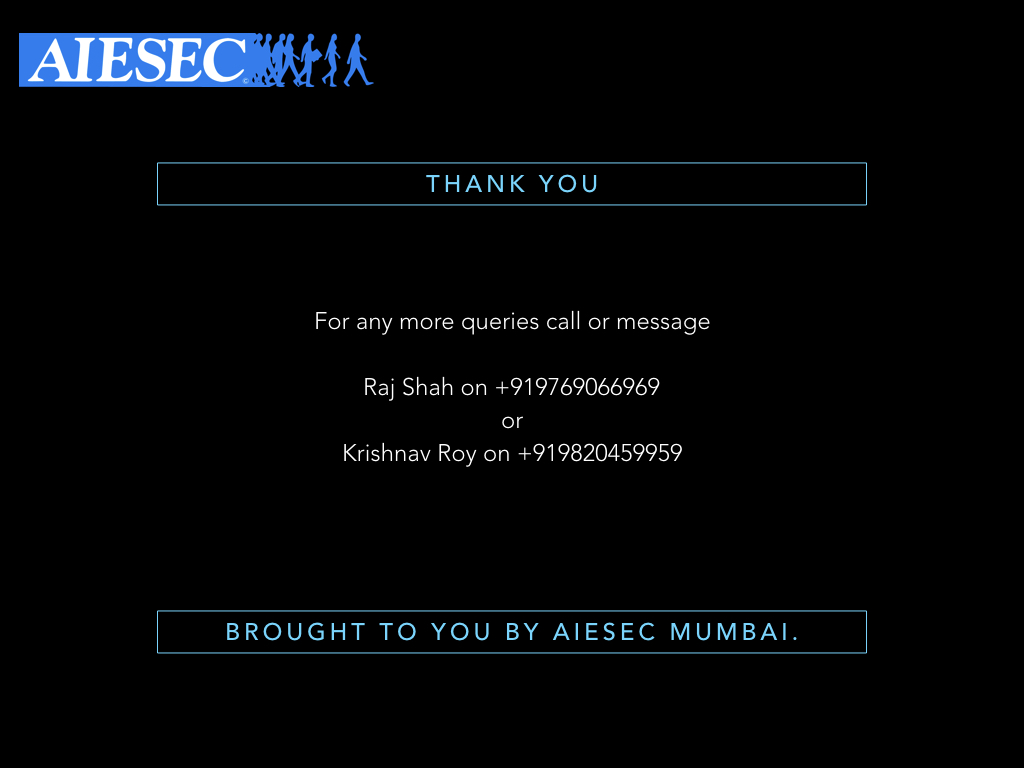 AIESEC ©
THANK YOU
For any more queries call or message
Raj Shah on +919769066969
or
Krishnav Roy on +919820459959
BROUGHT TO YOU BY AIESEC MUMBAI.